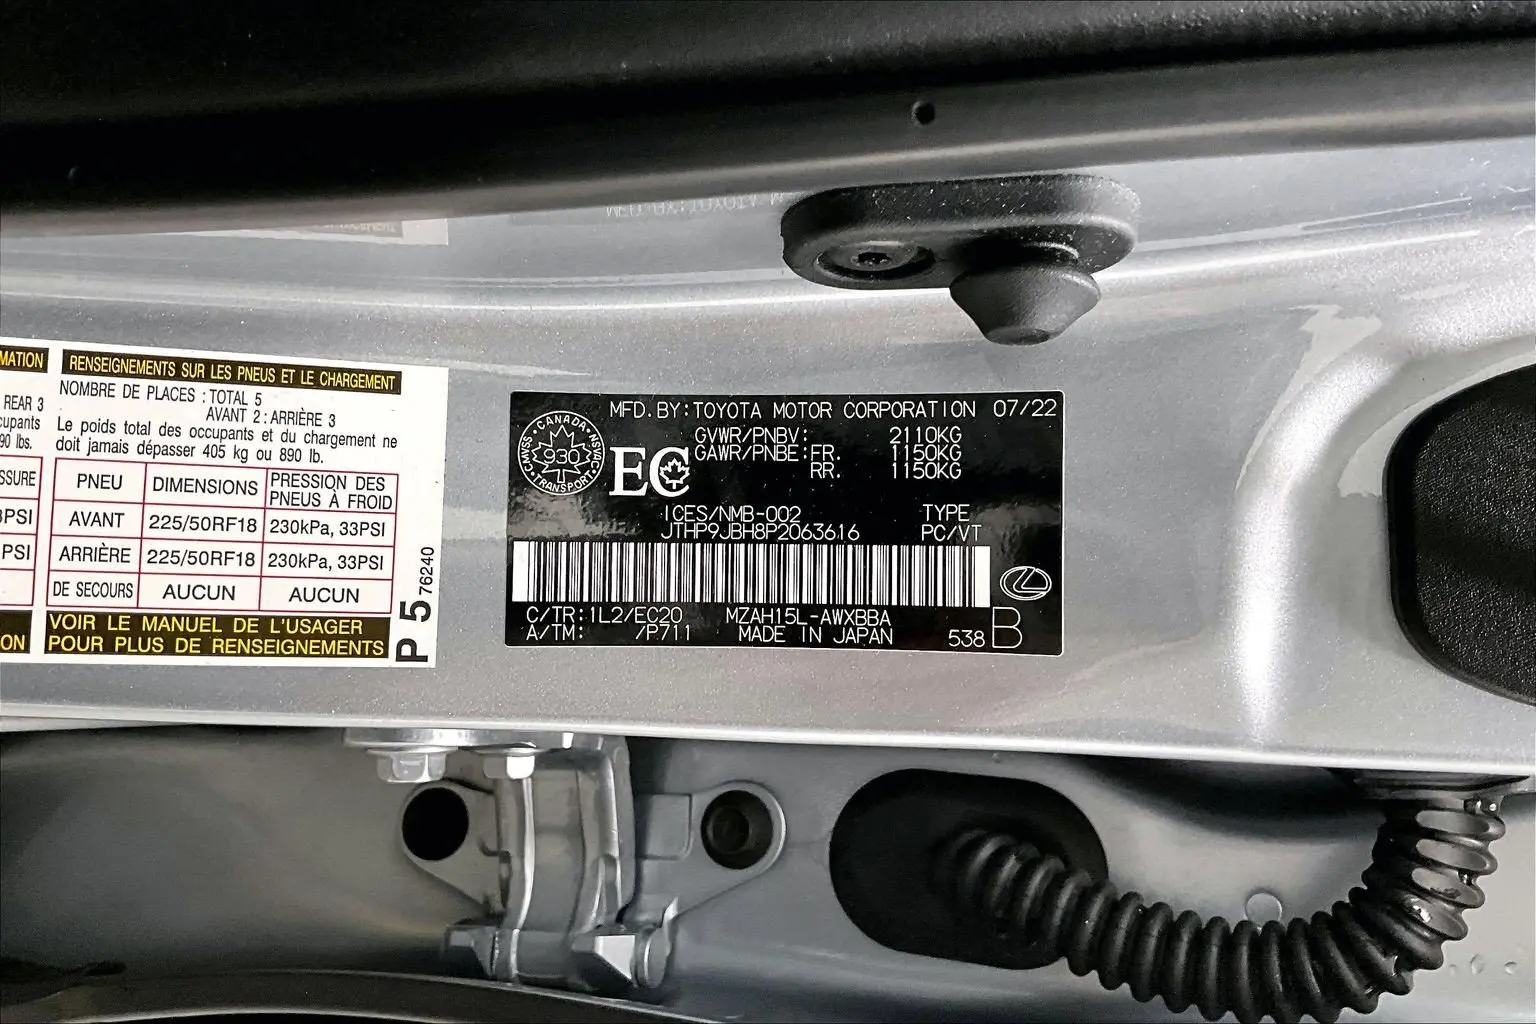 MATION
REAR 3
cupants
90 lbs.
SSURE
3PSI
PSI
ON
RENSEIGNEMENTS SUR LES PNEUS ET LE CHARGEMENT
NOMBRE DE PLACES : TOTAL 5
AVANT 2 : ARRIÈRE 3
Le poids total des occupants et du chargement ne
doit jamais dépasser 405 kg ou 890 lb.
PNEU DIMENSIONS PRESSION DES PNEUS À FROID
AVANT 225/50RF18 230kPa, 33PSI
ARRIÈRE 225/50RF18 230kPa, 33PSI
DE SECOURS AUCUN AUCUN
VOIR LE MANUEL DE L'USAGER
POUR PLUS DE RENSEIGNEMENTS
P 5 76240
MFD.BY:TOYOTA MOTOR CORPORATION 07/22
GVWR/PNBV: 2110KG
GAWR/PNBE:FR. 1150KG
RR. 1150KG
CANADA
CMVSS NSVAC
930
TRANSPORT
EC
ICES/NMB-002 TYPE
JTHP9JBH8P2063616 PC/VT
C/TR:1L2/EC20 MZAH15L-AWXBBA
A/TM: /P711 MADE IN JAPAN 538 B